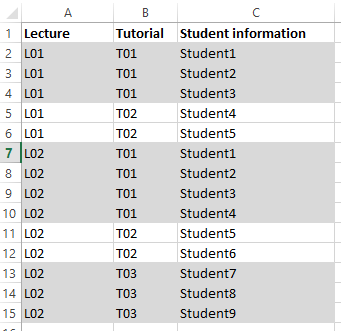 A B C
1 Lecture Tutorial Student information
2 L01 T01 Student1
3 L01 T01 Student2
4 L01 T01 Student3
5 L01 T02 Student4
6 L01 T02 Student5
7 L02 T01 Student1
8 L02 T01 Student2
9 L02 T01 Student3
10 L02 T01 Student4
11 L02 T02 Student5
12 L02 T02 Student6
13 L02 T03 Student7
14 L02 T03 Student8
15 L02 T03 Student9